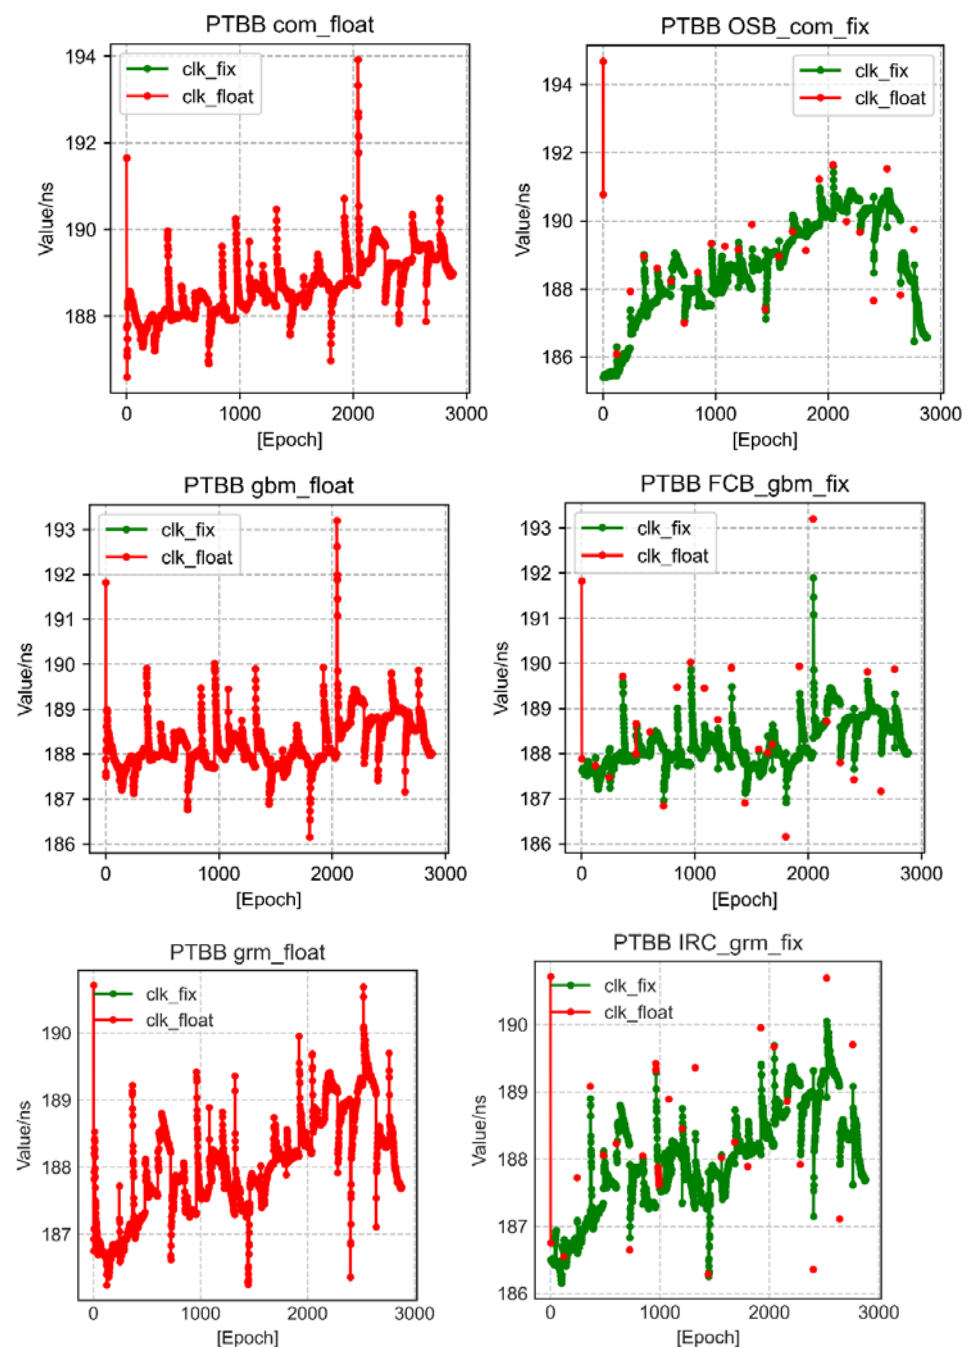 PTBB com_float
PTBB OSB_com_fix
194
192
190
188
Value/ns
clk_fix
clk_float
0
1000
2000
3000
[Epoch]
194
192
190
188
186
Value/ns
clk_fix
clk_float
0
1000
2000
3000
[Epoch]
PTBB gbm_float
PTBB FCB_gbm_fix
193
192
191
190
189
188
187
186
Value/ns
clk_fix
clk_float
0
1000
2000
3000
[Epoch]
193
192
191
190
189
188
187
186
Value/ns
clk_fix
clk_float
0
1000
2000
3000
[Epoch]
PTBB grm_float
PTBB IRC_grm_fix
190
189
188
187
Value/ns
clk_fix
clk_float
0
1000
2000
3000
[Epoch]
190
189
188
187
186
Value/ns
clk_fix
clk_float
0
1000
2000
3000
[Epoch]